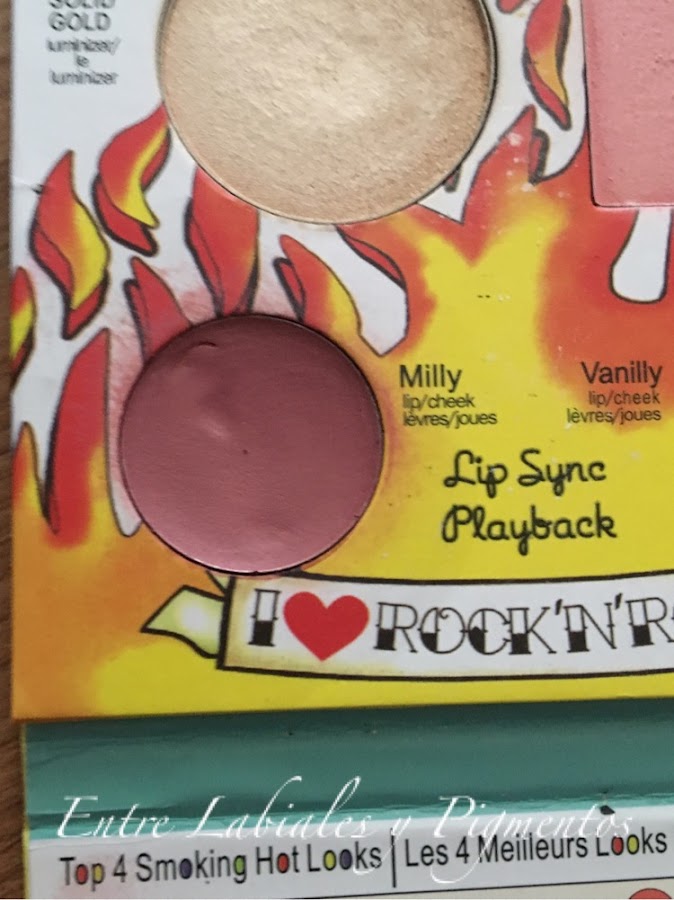 SOLID
GOLD
luminizer/
le
luminizer
Milly
lip/cheek
lèvres/joues
Vanilly
lip/cheek
lèvres/joues
Lip Sync
Playback
I ROCK'N'R
Entre Labiales y Pigmentos
Top 4 Smoking Hot Looks | Les 4 Meilleurs Looks